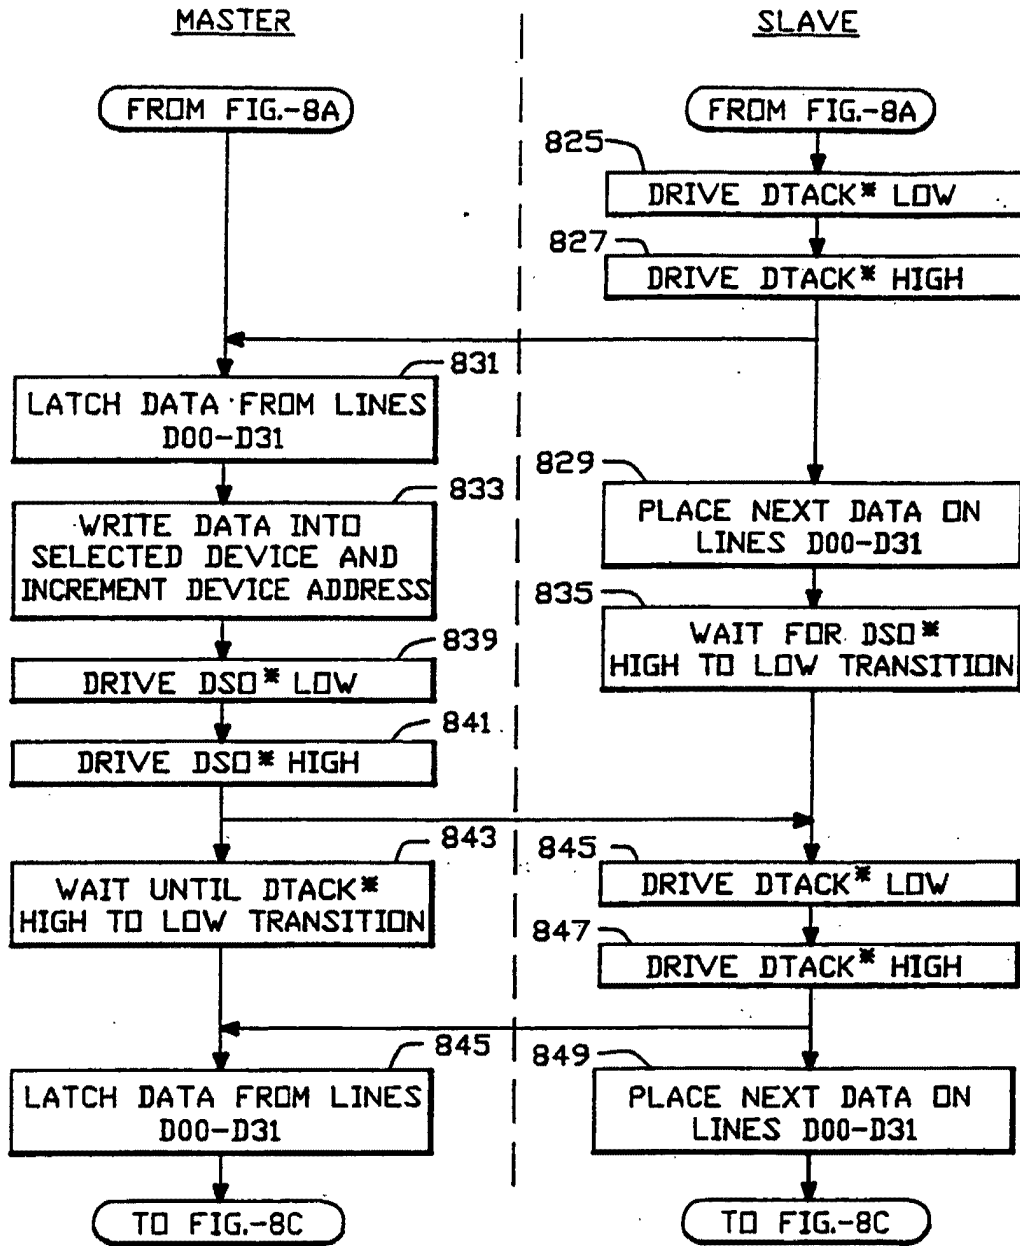 MASTER
SLAVE
FROM FIG.-8A
FROM FIG.-8A
825
DRIVE DTACK* LOW
827
DRIVE DTACK* HIGH
831
LATCH DATA FROM LINES
D00-D31
829
PLACE NEXT DATA ON
LINES D00-D31
833
WRITE DATA INTO
SELECTED DEVICE AND
INCREMENT DEVICE ADDRESS
835
WAIT FOR DSO*
HIGH TO LOW TRANSITION
839
DRIVE DSO* LOW
841
DRIVE DSO* HIGH
843
WAIT UNTIL DTACK*
HIGH TO LOW TRANSITION
845
DRIVE DTACK* LOW
847
DRIVE DTACK* HIGH
845
LATCH DATA FROM LINES
D00-D31
849
PLACE NEXT DATA ON
LINES D00-D31
TO FIG.-8C
TO FIG.-8C